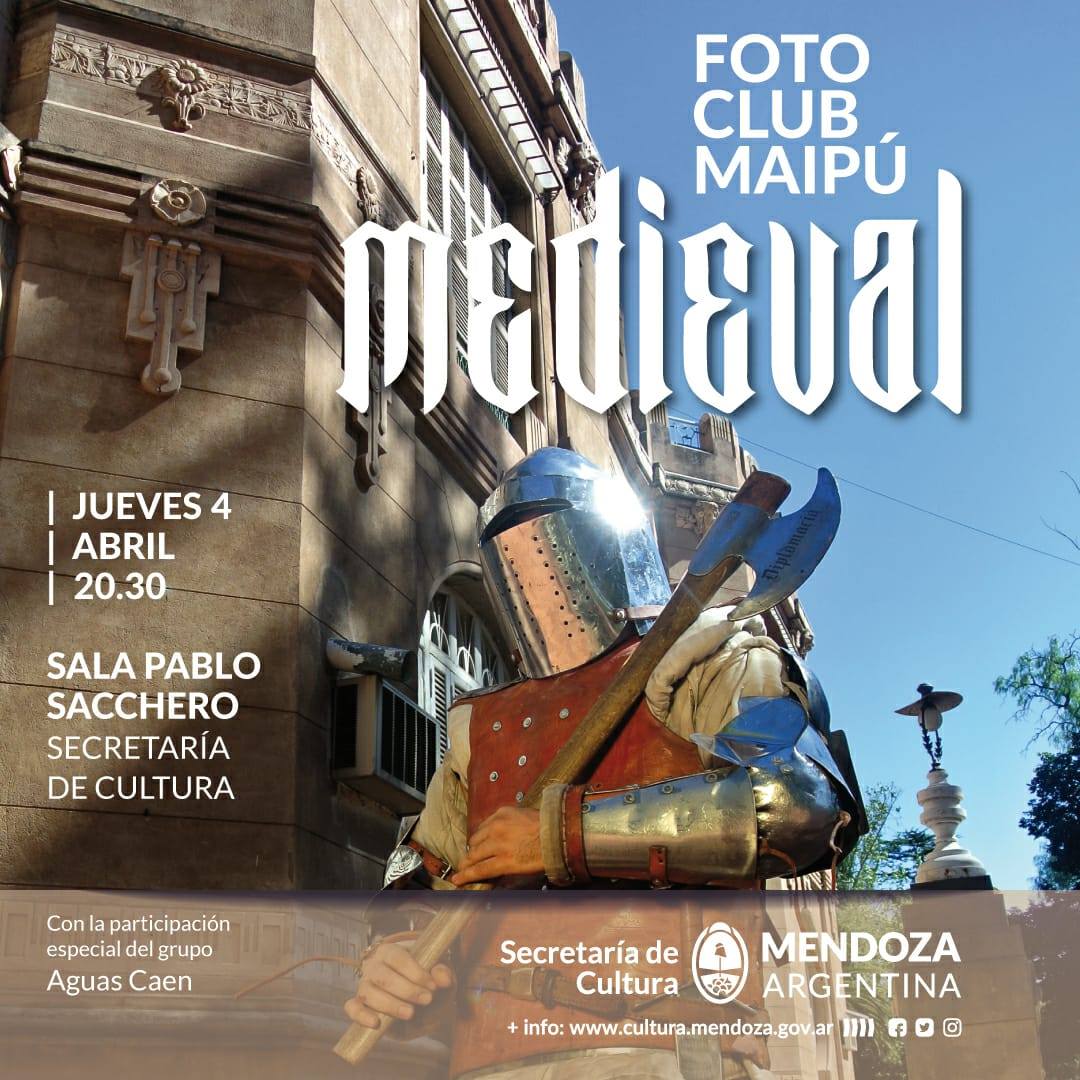 FOTO
CLUB
MAIPÚ
medieval
Diplomacia
| JUEVES 4
| ABRIL
| 20.30
SALA PABLO
SACCHERO
SECRETARÍA
DE CULTURA
Con la participación
especial del grupo
Aguas Caen
Secretaría de
Cultura
MENDOZA
ARGENTINA
+ info: www.cultura.mendoza.gov.ar